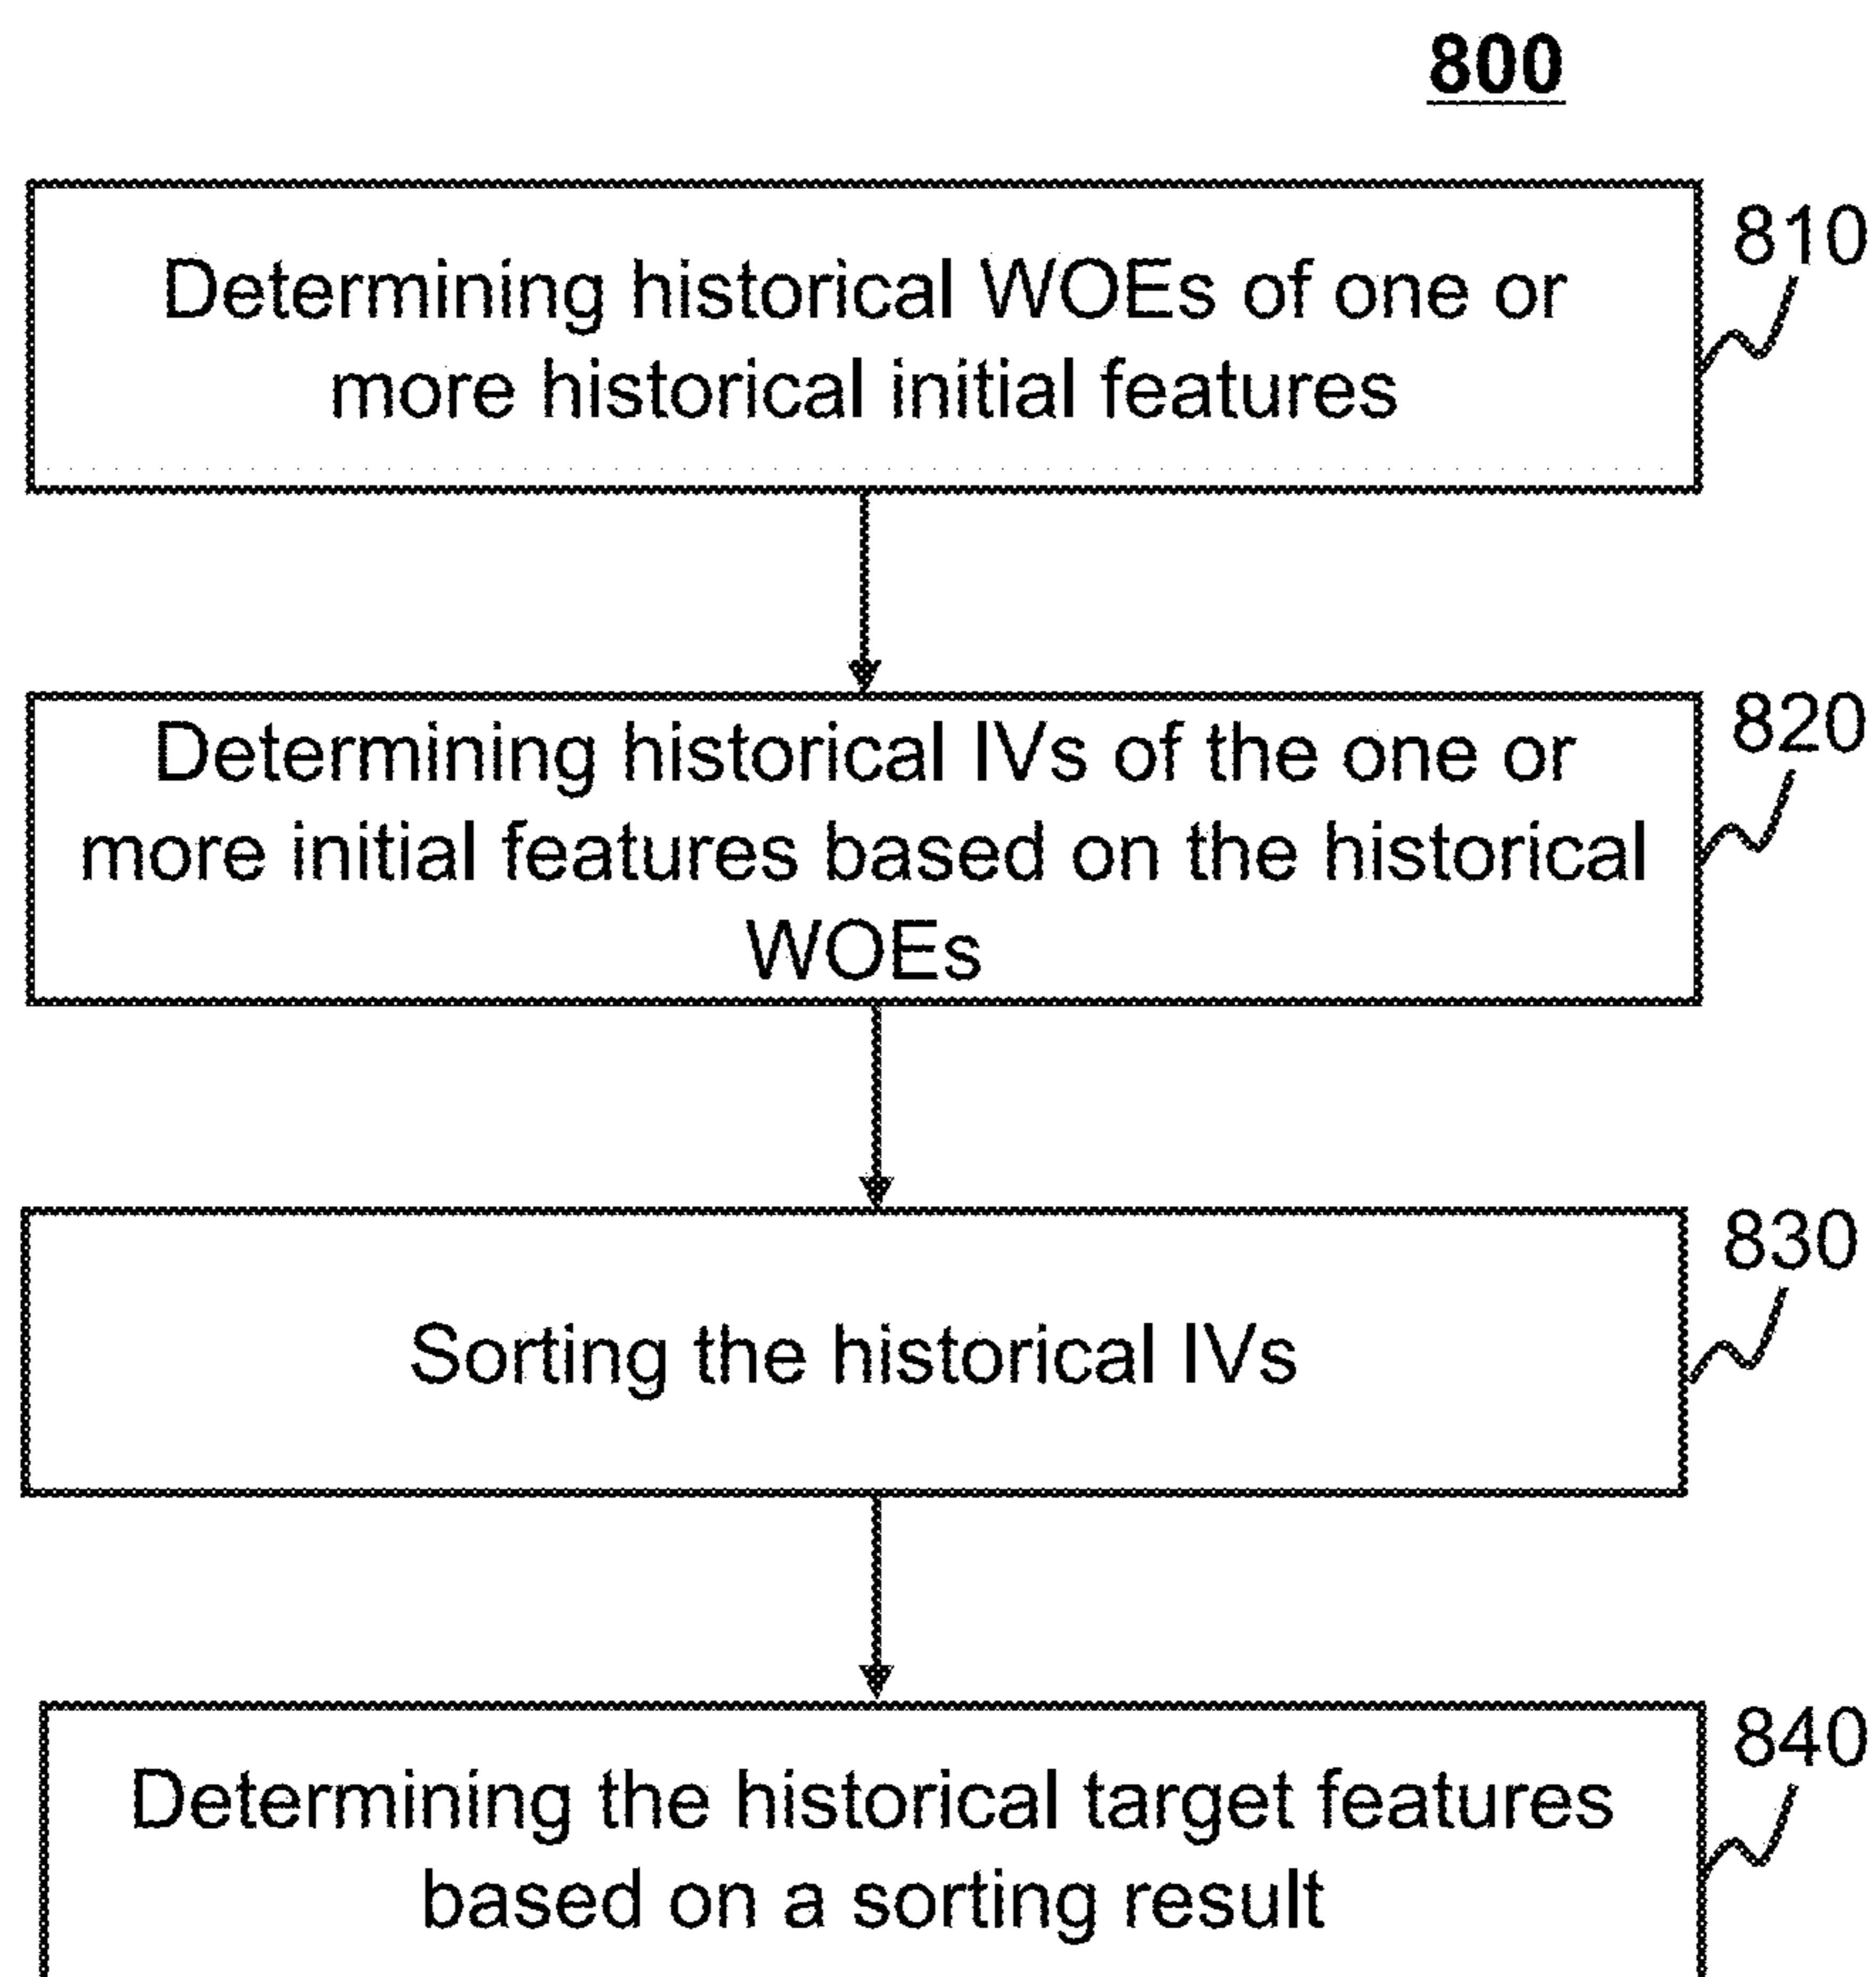 800
810
Determining historical WOEs of one or
more historical initial features
820
Determining historical IVs of the one or
more initial features based on the historical
WOEs
830
Sorting the historical IVs
840
Determining the historical target features
based on a sorting result